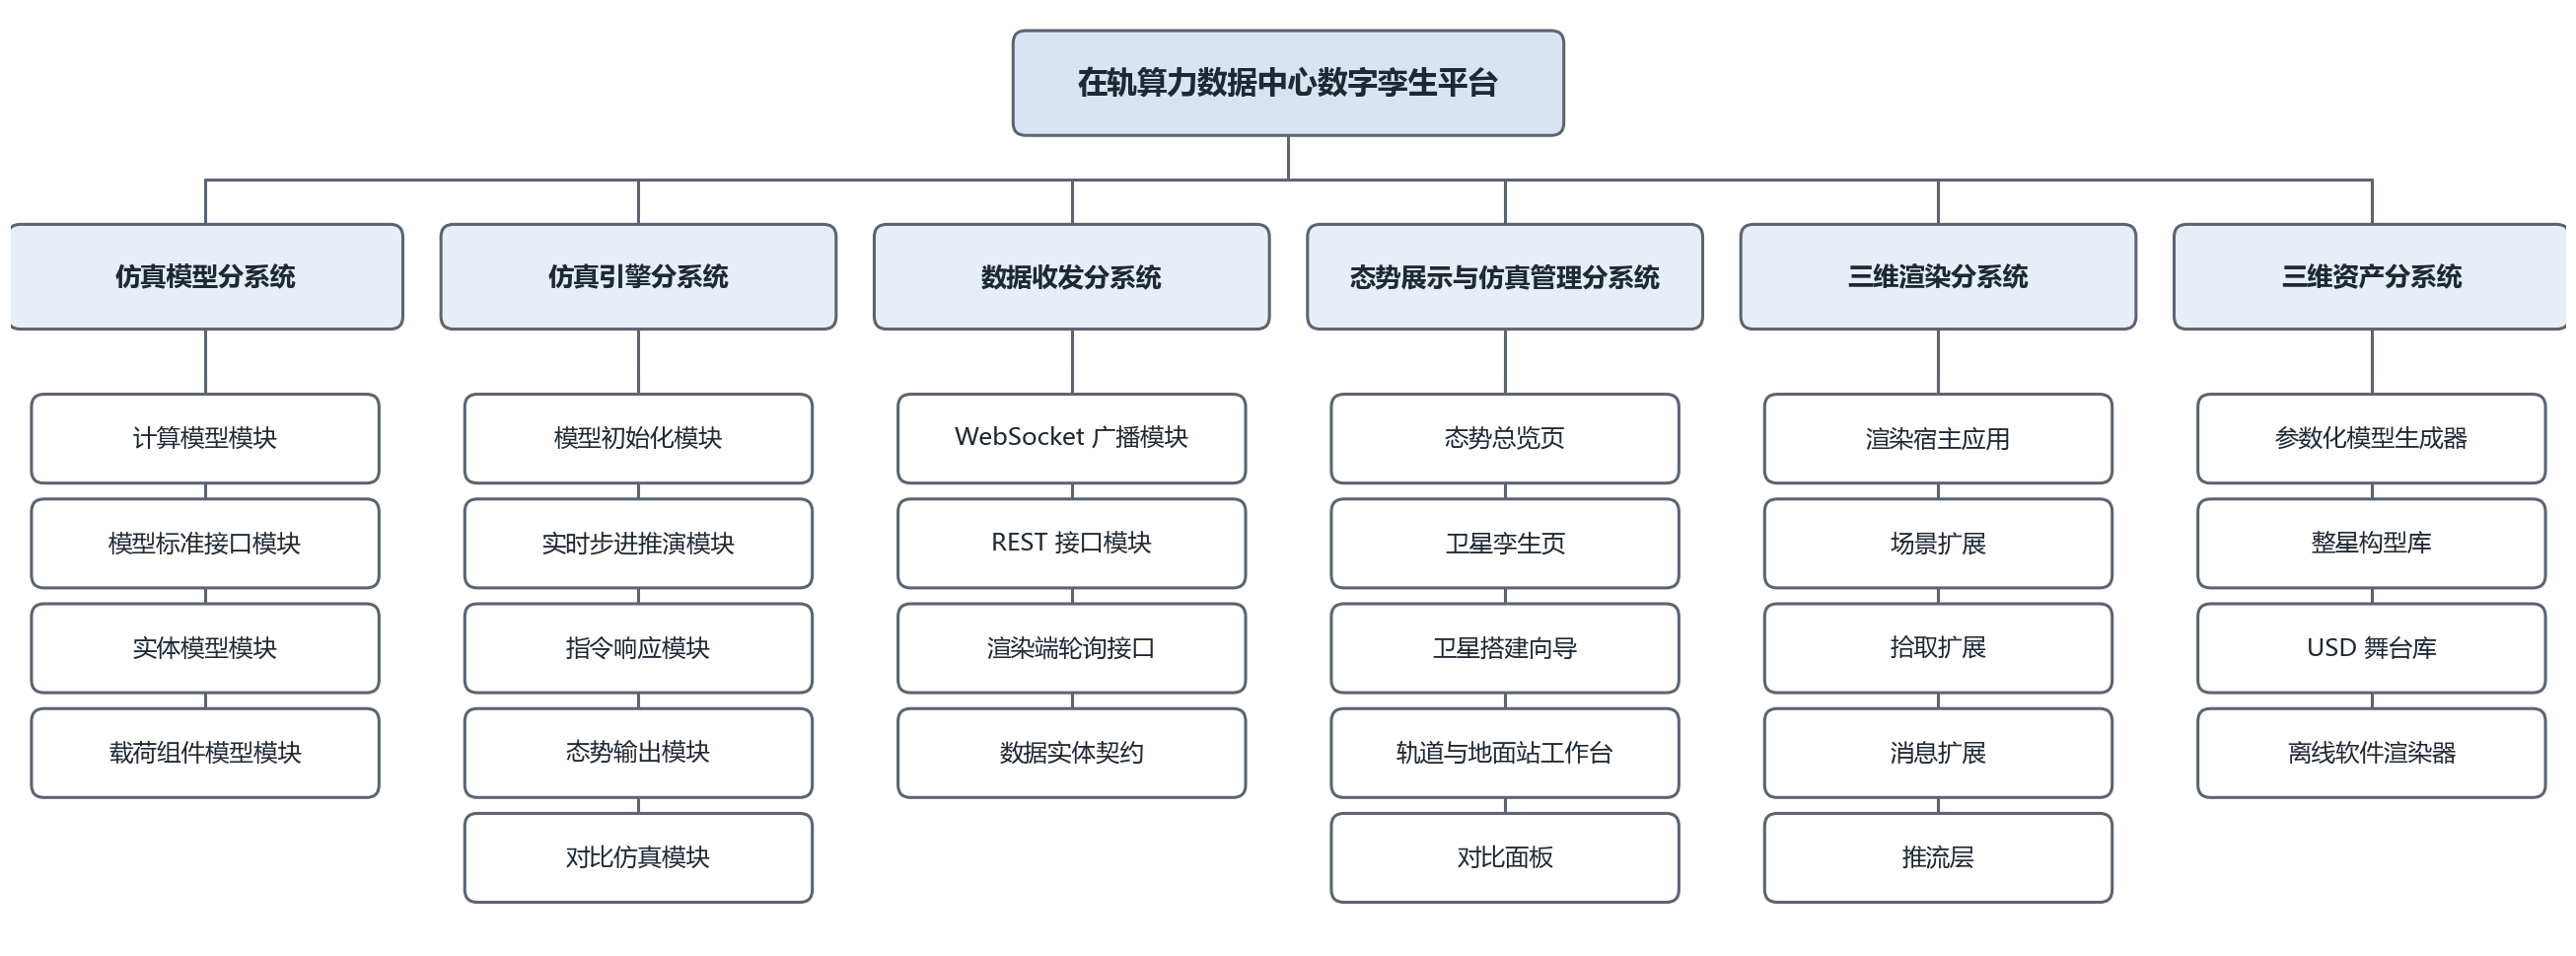 在轨算力数据中心数字孪生平台
仿真模型分系统
仿真引擎分系统
数据收发分系统
态势展示与仿真管理分系统
三维渲染分系统
三维资产分系统
计算模型模块
模型初始化模块
WebSocket 广播模块
态势总览页
渲染宿主应用
参数化模型生成器
模型标准接口模块
实时步进推演模块
REST 接口模块
卫星孪生页
场景扩展
整星构型库
实体模型模块
指令响应模块
渲染端轮询接口
卫星搭建向导
拾取扩展
USD 舞台库
载荷组件模型模块
态势输出模块
数据实体契约
轨道与地面站工作台
消息扩展
离线软件渲染器
对比仿真模块
对比面板
推流层